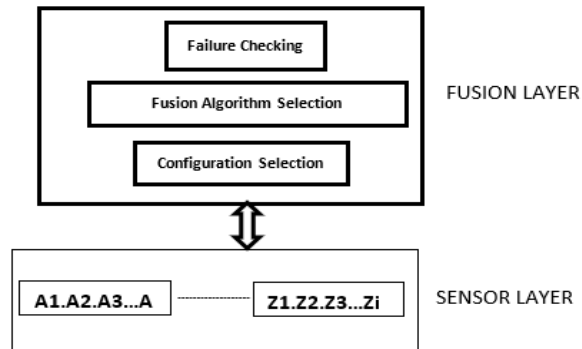 Failure Checking
Fusion Algorithm Selection
FUSION LAYER
Configuration Selection
A1.A2.A3...A
Z1.Z2.Z3...Zi
SENSOR LAYER